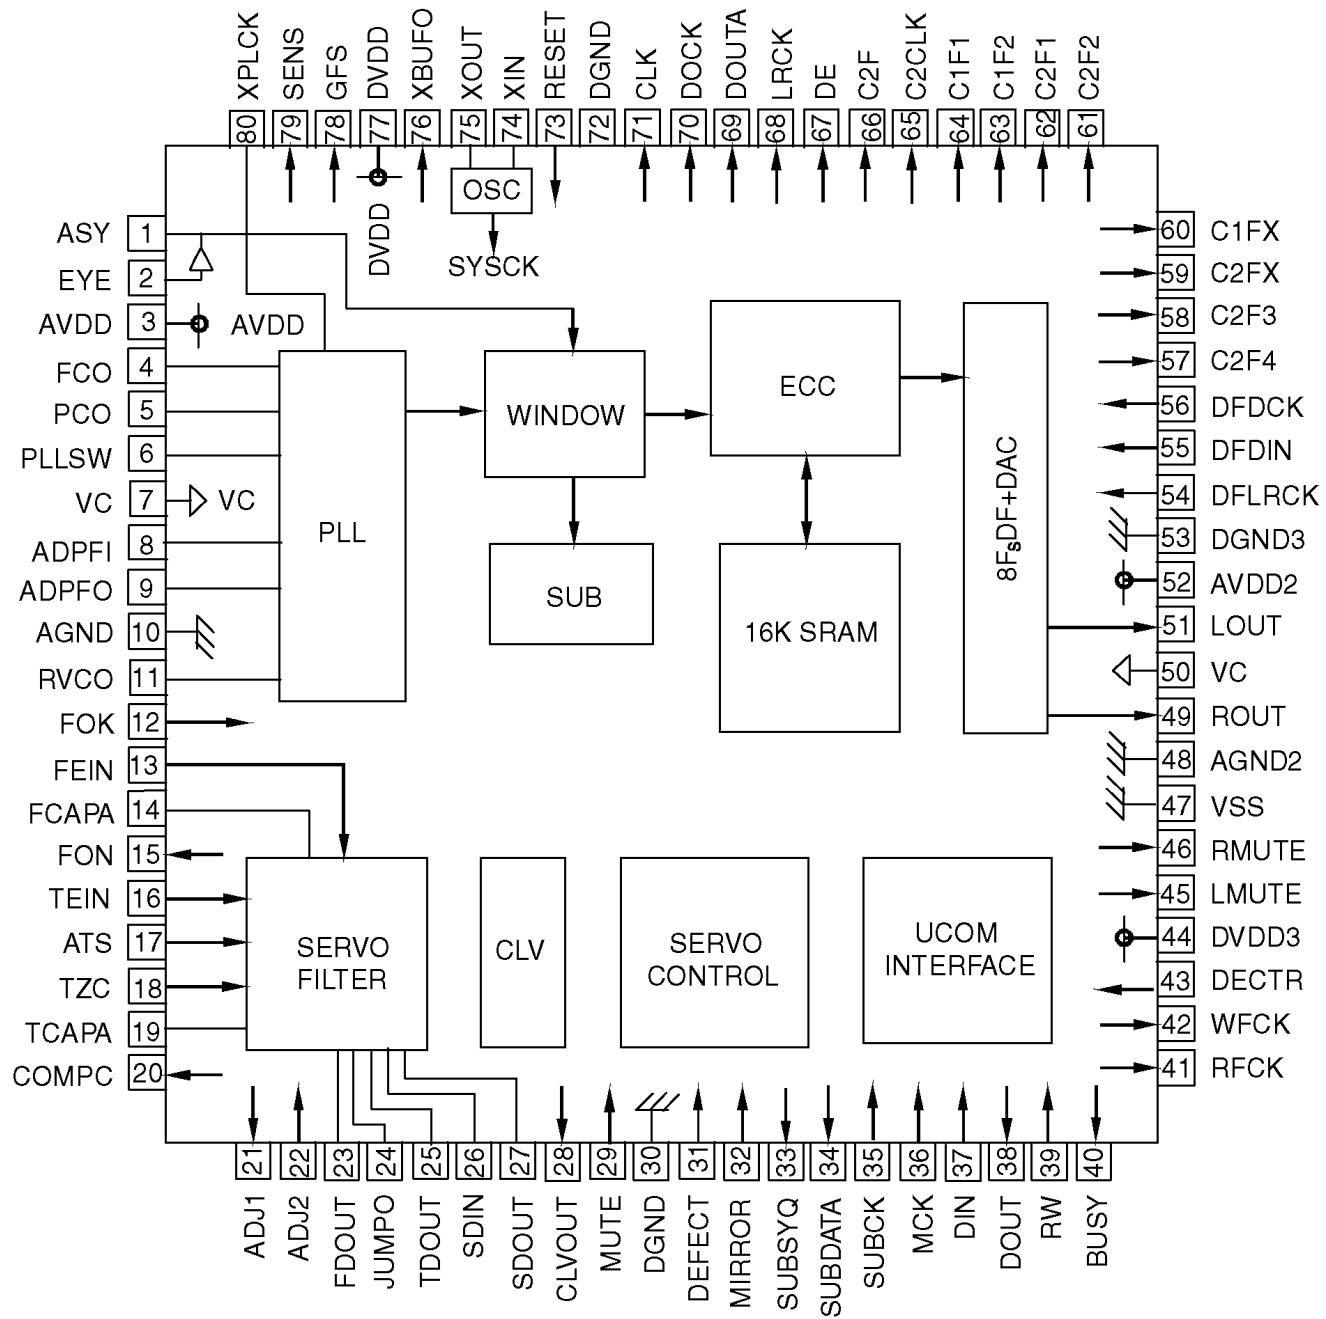 XPLCK
SENS
GFS
DVDD
XBUFO
XOUT
XIN
RESET
DGND
CLK
DOCK
DOUTA
LRCK
DE
C2F
C2CLK
C1F1
C1F2
C2F1
C2F2
80
79
78
77
76
75
74
73
72
71
70
69
68
67
66
65
64
63
62
61
ASY 1
EYE 2
AVDD 3 AVDD
FCO 4
PCO 5
PLLSW 6
VC 7 VC
ADPFI 8
ADPFO 9
AGND 10
RVCO 11
FOK 12
FEIN 13
FCAPA 14
FON 15
TEIN 16
ATS 17
TZC 18
TCAPA 19
COMPC 20
DVDD
OSC
SYSCK
PLL
WINDOW
SUB
ECC
16K SRAM
8FsDF+DAC
SERVO
FILTER
CLV
SERVO
CONTROL
UCOM
INTERFACE
60 C1FX
59 C2FX
58 C2F3
57 C2F4
56 DFDCK
55 DFDIN
54 DFLRCK
53 DGND3
52 AVDD2
51 LOUT
50 VC
49 ROUT
48 AGND2
47 VSS
46 RMUTE
45 LMUTE
44 DVDD3
43 DECTR
42 WFCK
41 RFCK
21
22
23
24
25
26
27
28
29
30
31
32
33
34
35
36
37
38
39
40
ADJ1
ADJ2
FDOUT
JUMPO
TDOUT
SDIN
SDOUT
CLVOUT
MUTE
DGND
DEFECT
MIRROR
SUBSYQ
SUBDATA
SUBCK
MCK
DIN
DOUT
RW
BUSY